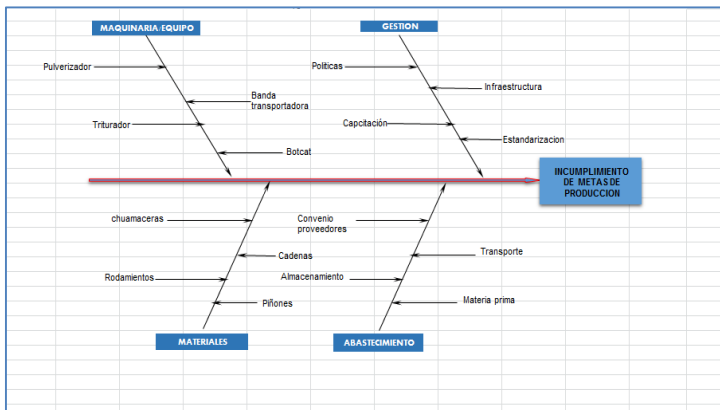 MAQUINARIA/EQUIPO
GESTION
Pulverizador
Banda
transportadora
Triturador
Botcat
Politicas
Infraestructura
Capcitación
Estandarizacion
INCUMPLIMIENTO
DE METAS DE
PRODUCCION
chuamaceras
Cadenas
Rodamientos
Piñones
Convenio
proveedores
Transporte
Almacenamiento
Materia prima
MATERIALES
ABASTECIMIENTO